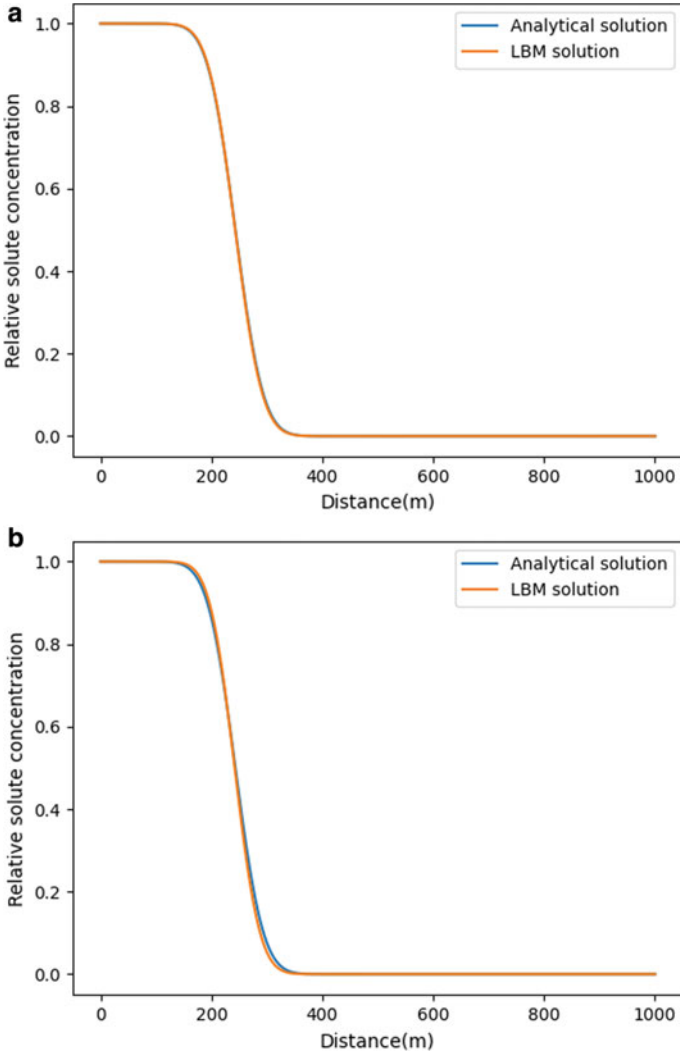 a
1.0
0.8
0.6
0.4
0.2
0.0
Relative solute concentration
Analytical solution
LBM solution
0 200 400 600 800 1000
Distance(m)
b
1.0
0.8
0.6
0.4
0.2
0.0
Relative solute concentration
Analytical solution
LBM solution
0 200 400 600 800 1000
Distance(m)